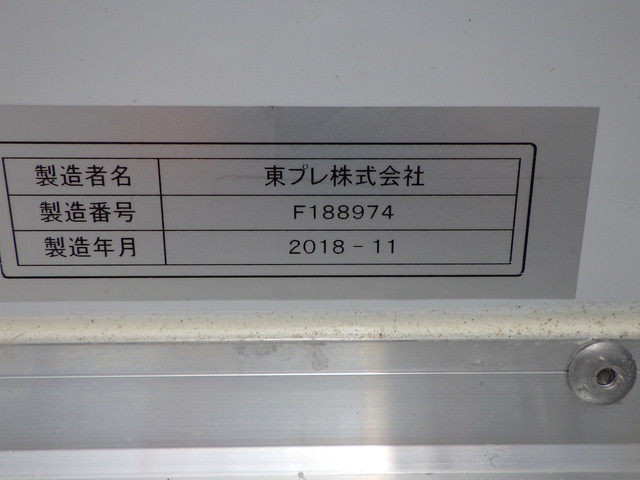 製造者名 東プレ株式会社
製造番号 F188974
製造年月 2018-11